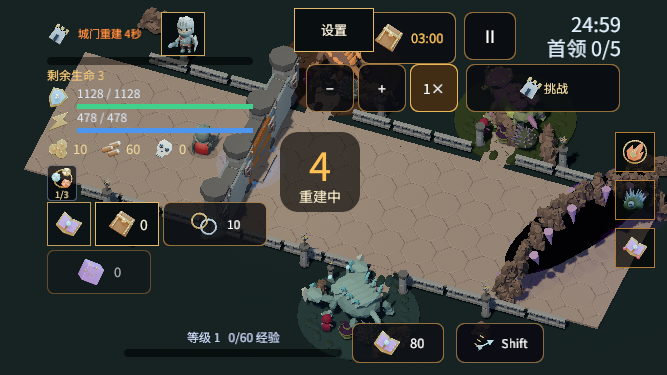 城门重建 4秒
设置
03:00
24:59
首领 0/5
剩余生命 3
1128 / 1128
478 / 478
− + 1×
挑战
10 60 0
4
重建中
1/3
0 10
0
等级 1 0/60 经验
80 Shift